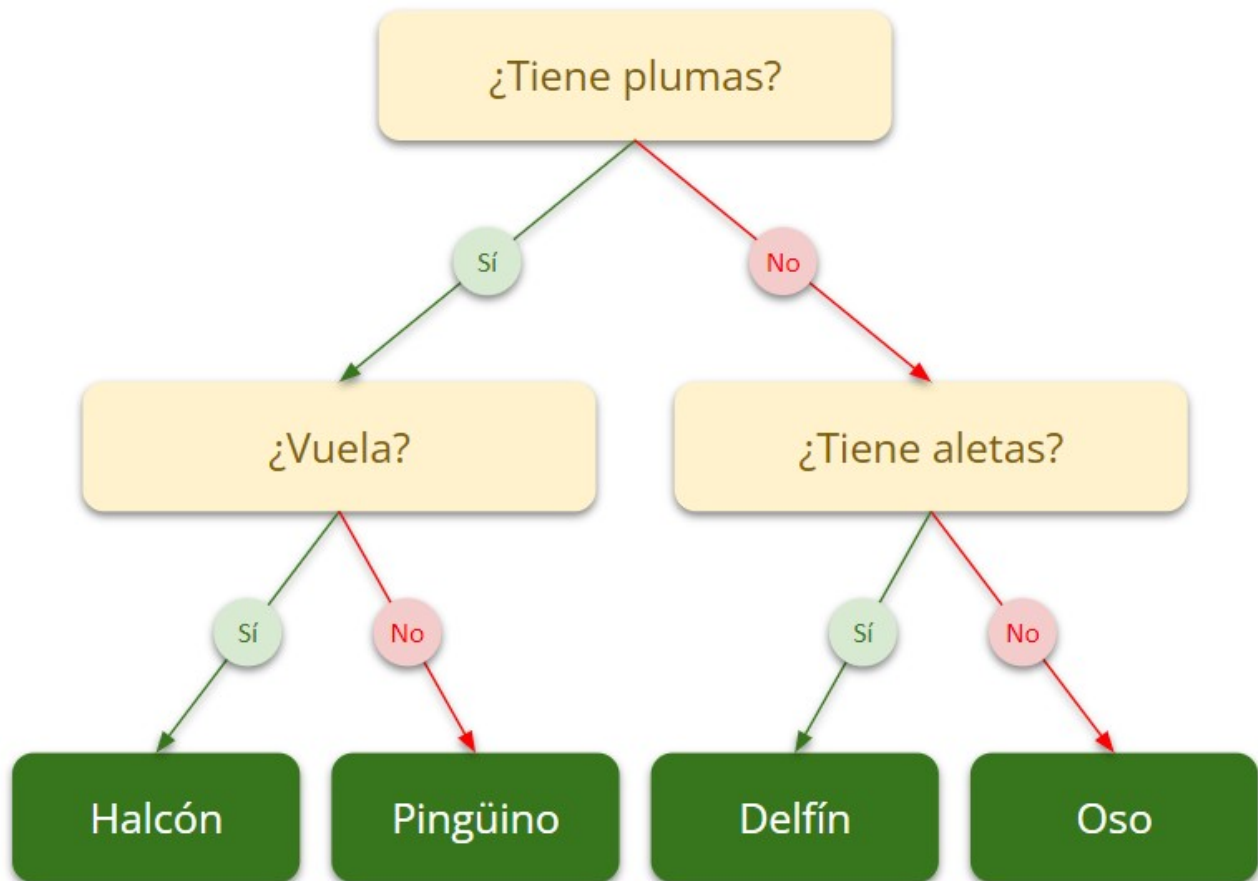 ¿Tiene plumas?
Sí
No
¿Vuela?
¿Tiene aletas?
Sí
No
Sí
No
Halcón
Pingüino
Delfín
Oso